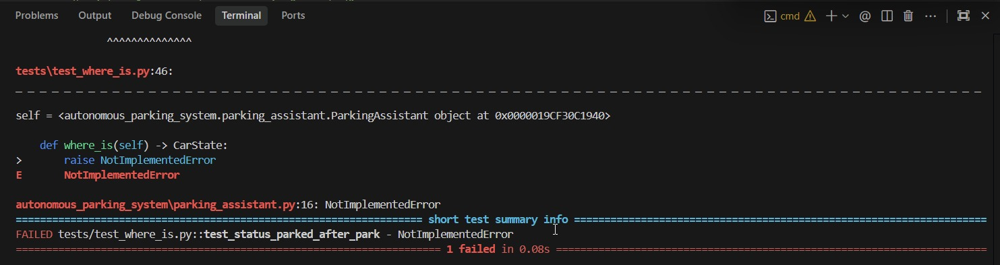 Problems Output Debug Console Terminal Ports cmd
^^^^^^^^^^^^^^
tests\test_where_is.py:46:
_ _ _ _ _ _ _ _ _ _ _ _ _ _ _ _ _ _ _ _ _ _ _ _ _ _ _ _ _ _ _ _ _ _ _ _ _ _ _ _ _ _ _ _ _ _ _ _ _ _ _ _ _ _ _ _ _ _ _ _ _ _ _ _ _ _ _ _ _ _ _ _ _ _ _ _ _ _ _ _
self = <autonomous_parking_system.parking_assistant.ParkingAssistant object at 0x0000019CF30C1940>
def where_is(self) -> CarState:
> raise NotImplementedError
E NotImplementedError
autonomous_parking_system\parking_assistant.py:16: NotImplementedError
=================================================================== short test summary info ====================================================================
FAILED tests/test_where_is.py::test_status_parked_after_park - NotImplementedError
====================================================================== 1 failed in 0.08s =======================================================================